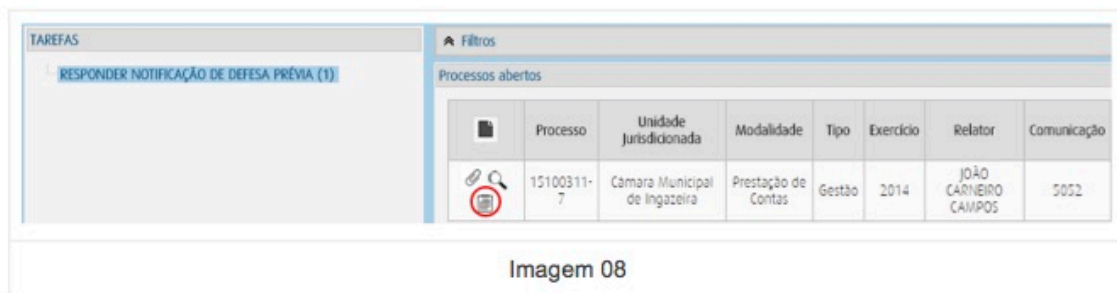 TAREFAS
RESPONDER NOTIFICAÇÃO DE DEFESA PRÉVIA (1)
Filtros
Processos abertos
Processo
Unidade
Jurisdicionada
Modalidade
Tipo
Exercício
Relator
Comunicação
15100311-
7
Câmara Municipal
de Ingazeira
Prestação de
Contas
Gestão
2014
JOÃO
CARNEIRO
CAMPOS
5052
Imagem 08